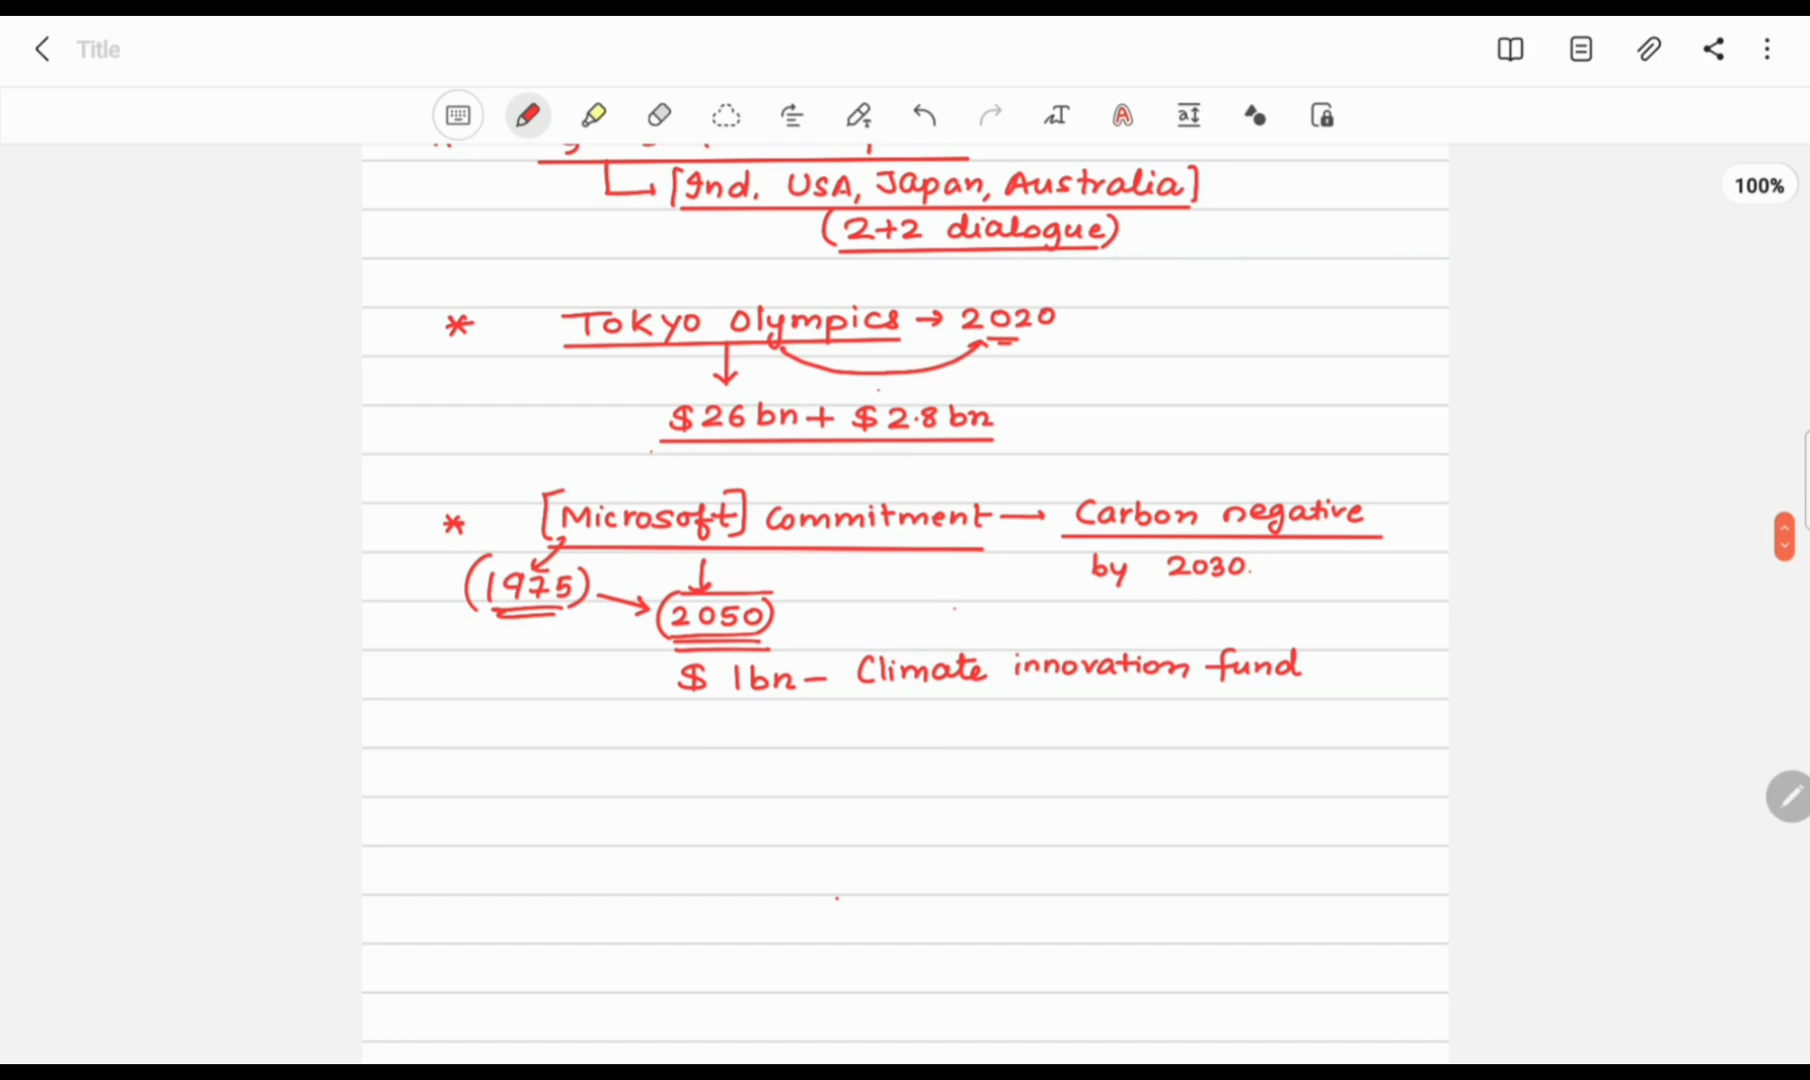 Title
100%
[Ind. USA, Japan, Australia]
(2+2 dialogue)
* Tokyo Olympics → 2020
$26 bn + $2.8 bn
* [Microsoft] Commitment → Carbon negative
by 2030.
(1975) → (2050)
$ 1bn - Climate innovation fund